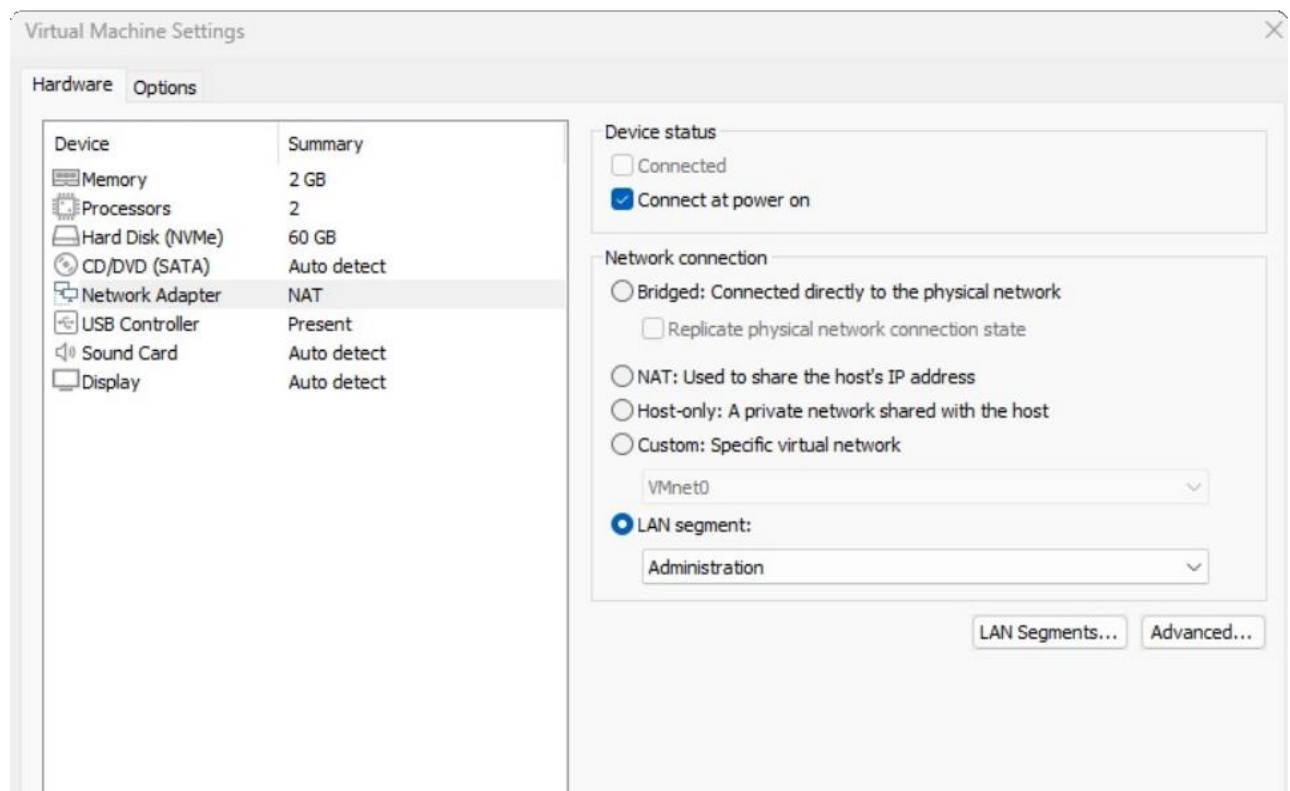 Virtual Machine Settings
Hardware Options
Device Summary
Memory 2 GB
Processors 2
Hard Disk (NVMe) 60 GB
CD/DVD (SATA) Auto detect
Network Adapter NAT
USB Controller Present
Sound Card Auto detect
Display Auto detect
Device status
Connected
Connect at power on
Network connection
Bridged: Connected directly to the physical network
Replicate physical network connection state
NAT: Used to share the host's IP address
Host-only: A private network shared with the host
Custom: Specific virtual network
VMnet0
LAN segment:
Administration
LAN Segments... Advanced...